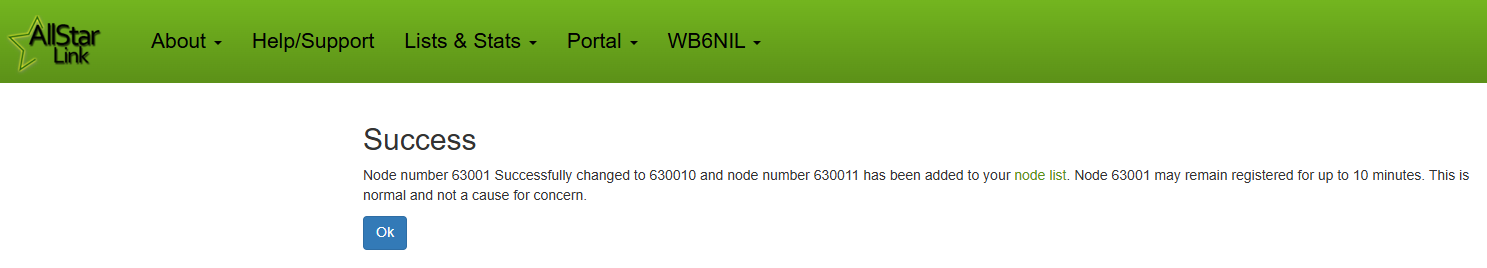 AllStar
Link
About
Help/Support
Lists & Stats
Portal
WB6NIL
Success
Node number 63001 Successfully changed to 630010 and node number 630011 has been added to your node list. Node 63001 may remain registered for up to 10 minutes. This is
normal and not a cause for concern.
Ok